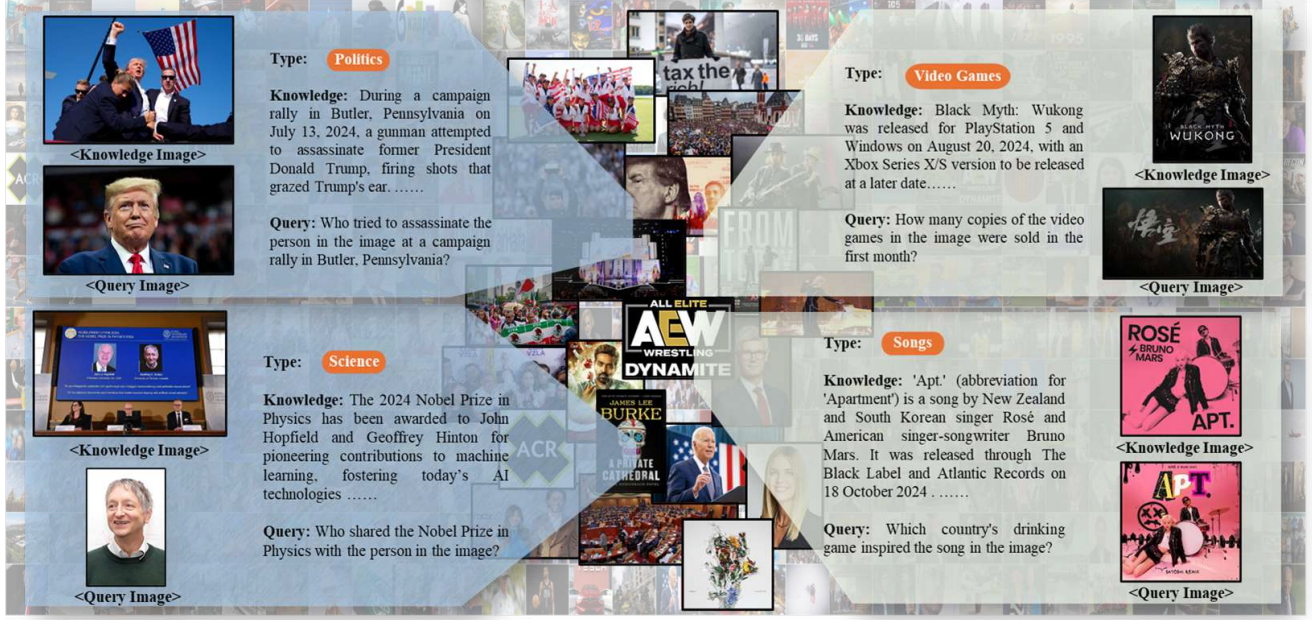 Type: Politics
Knowledge: During a campaign
rally in Butler, Pennsylvania on
July 13, 2024, a gunman attempted
to assassinate former President
Donald Trump, firing shots that
grazed Trump's ear. ……
Query: Who tried to assassinate the
person in the image at a campaign
rally in Butler, Pennsylvania?
<Knowledge Image>
<Query Image>
Type: Science
Knowledge: The 2024 Nobel Prize in
Physics has been awarded to John
Hopfield and Geoffrey Hinton for
pioneering contributions to machine
learning, fostering today's AI
technologies ……
Query: Who shared the Nobel Prize in
Physics with the person in the image?
<Knowledge Image>
<Query Image>
tax the
rich!
FROM
ALL ELITE
AEW
WRESTLING
DYNAMITE
VZLA
JAMES LEE
BURKE
A PRIVATE
CATHEDRAL
ACR
Type: Video Games
Knowledge: Black Myth: Wukong
was released for PlayStation 5 and
Windows on August 20, 2024, with an
Xbox Series X/S version to be released
at a later date……
Query: How many copies of the video
games in the image were sold in the
first month?
BLACK MYTH
WUKONG
<Knowledge Image>
悟空
<Query Image>
Type: Songs
Knowledge: 'Apt.' (abbreviation for
'Apartment') is a song by New Zealand
and South Korean singer Rosé and
American singer-songwriter Bruno
Mars. It was released through The
Black Label and Atlantic Records on
18 October 2024 . ……
Query: Which country's drinking
game inspired the song in the image?
ROSÉ
BRUNO
MARS
APT.
<Knowledge Image>
APT.
<Query Image>